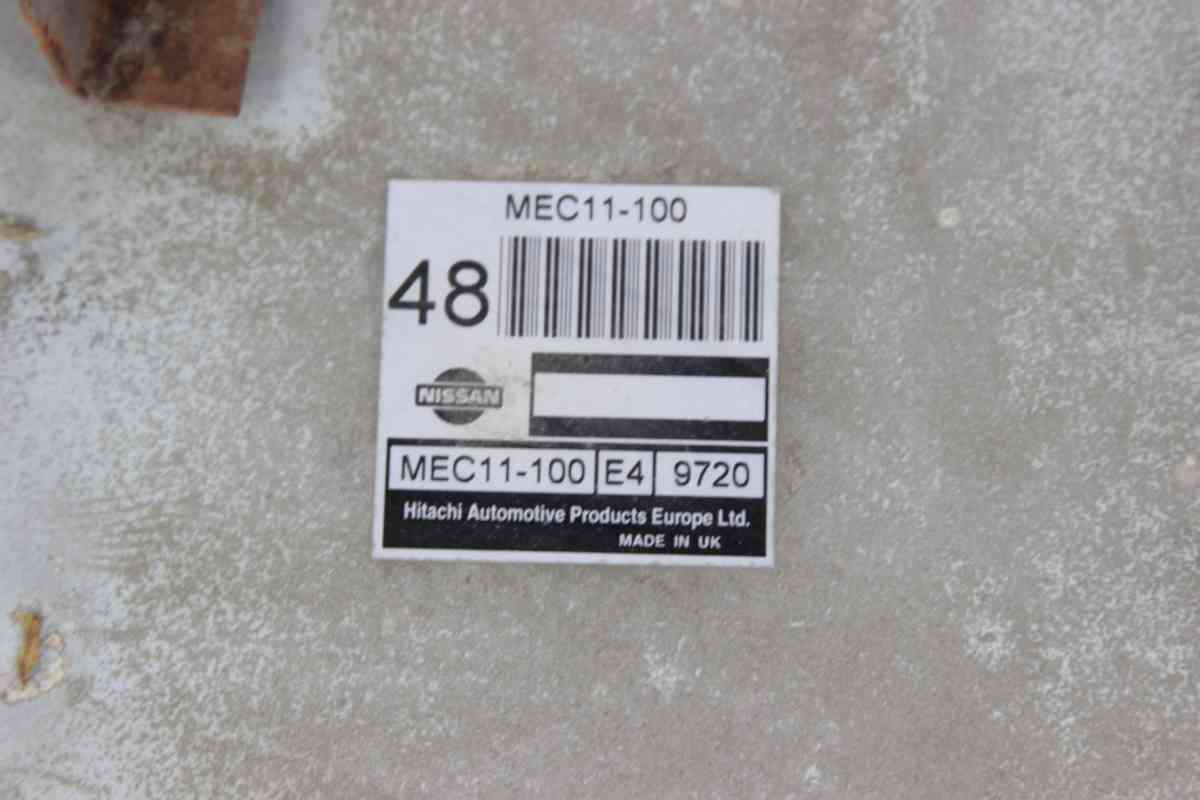 MEC11-100
48
NISSAN
MEC11-100 E4 9720
Hitachi Automotive Products Europe Ltd.
MADE IN UK